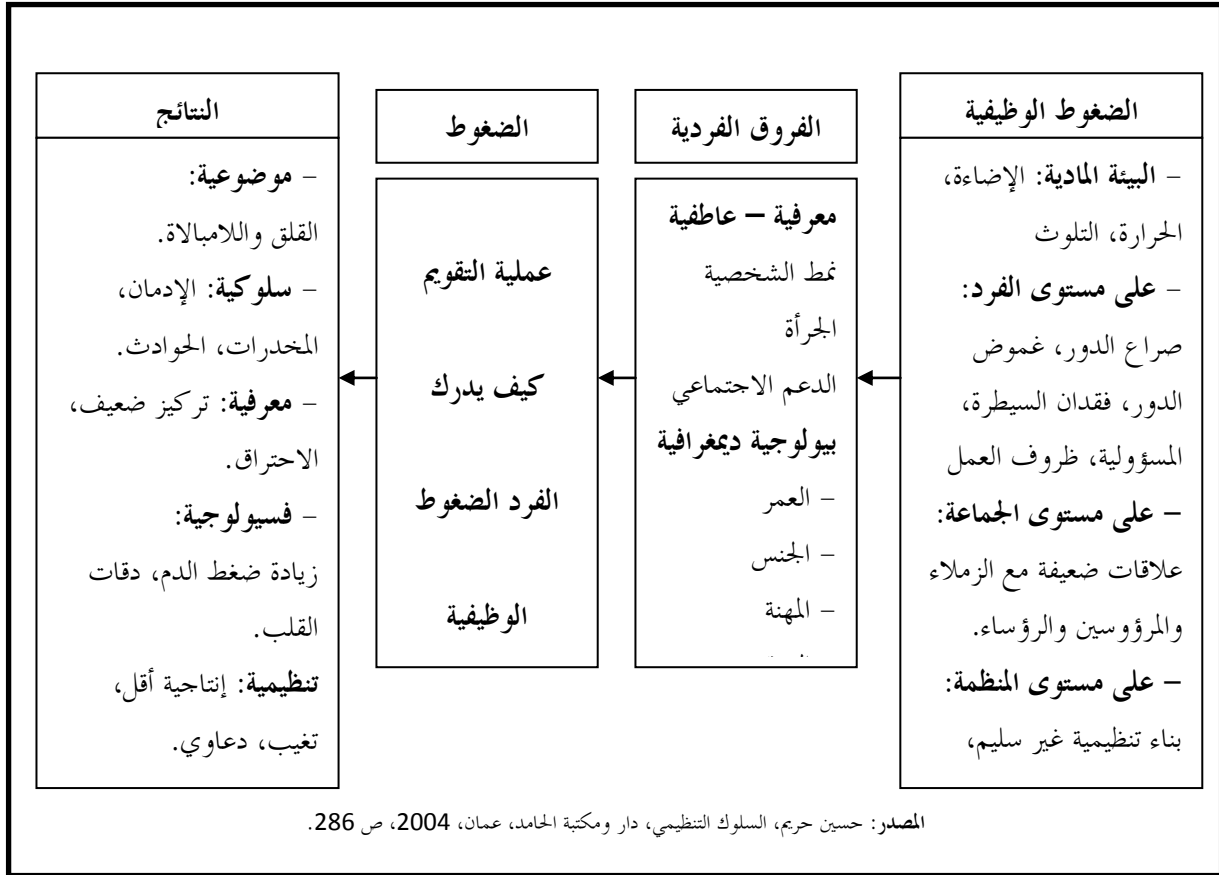 الضغوط الوظيفية
– البيئة المادية: الإضاءة،
الحرارة، التلوث
– على مستوى الفرد:
صراع الدور، غموض
الدور، فقدان السيطرة،
المسؤولية، ظروف العمل
– على مستوى الجماعة:
علاقات ضعيفة مع الزملاء
والمرؤوسين والرؤساء.
– على مستوى المنظمة:
بناء تنظيمية غير سليم،
الفروق الفردية
معرفية – عاطفية
نمط الشخصية
الجرأة
الدعم الاجتماعي
بيولوجية ديمغرافية
– العمر
– الجنس
– المهنة
الضغوط
عملية التقويم
كيف يدرك
الفرد الضغوط
الوظيفية
النتائج
– موضوعية:
القلق واللامبالاة.
– سلوكية: الإدمان،
المخدرات، الحوادث.
– معرفية: تركيز ضعيف،
الاحتراق.
– فسيولوجية:
زيادة ضغط الدم، دقات
القلب.
تنظيمية: إنتاجية أقل،
تغيب، دعاوي.
المصدر: حسين حريم، السلوك التنظيمي، دار ومكتبة الحامد، عمان، 2004، ص 286.